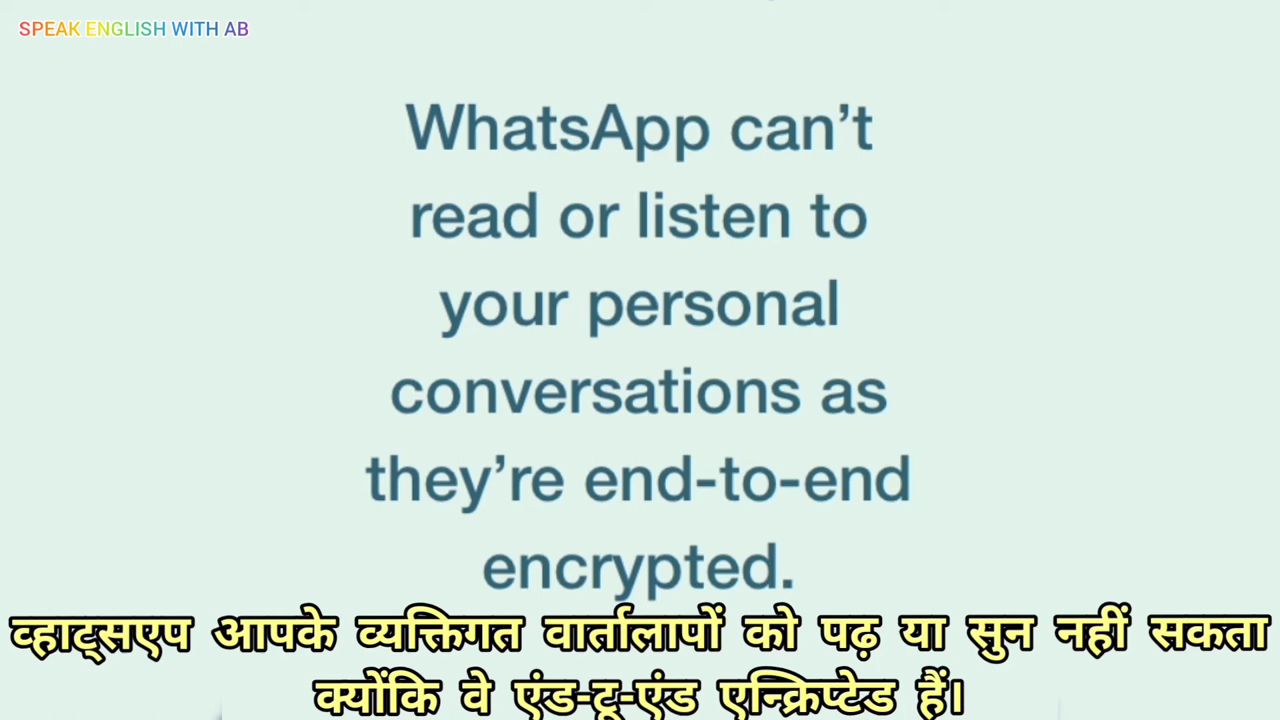 SPEAK ENGLISH WITH AB
WhatsApp can’t
read or listen to
your personal
conversations as
they’re end-to-end
encrypted.
व्हाट्सएप आपके व्यक्तिगत वार्तालापों को पढ़ या सुन नहीं सकता
क्योंकि वे एंड-टू-एंड एन्क्रिप्टेड हैं।